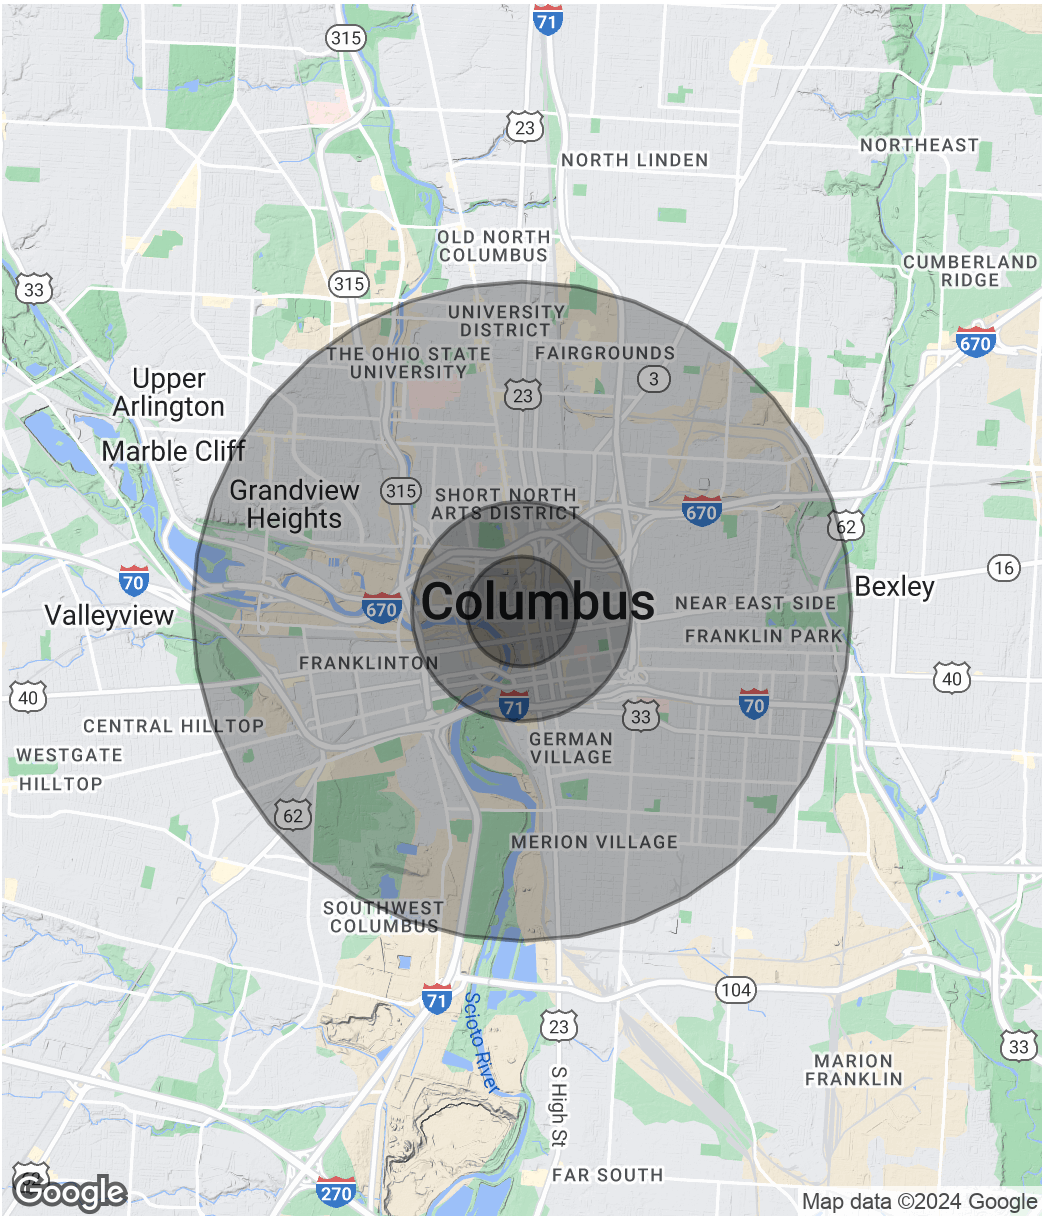 71
315
23
NORTH LINDEN
NORTHEAST
OLD NORTH
COLUMBUS
CUMBERLAND
RIDGE
33
315
UNIVERSITY
DISTRICT
670
THE OHIO STATE
UNIVERSITY
FAIRGROUNDS
3
Upper
Arlington
23
Marble Cliff
Grandview
Heights
315
SHORT NORTH
ARTS DISTRICT
670
62
16
70
Valleyview
670
Columbus
NEAR EAST SIDE
Bexley
FRANKLIN PARK
FRANKLINTON
40
40
71
33
70
CENTRAL HILLTOP
WESTGATE
HILLTOP
GERMAN
VILLAGE
62
MERION VILLAGE
SOUTHWEST
COLUMBUS
71
104
Scioto River
23
33
S High St
MARION
FRANKLIN
FAR SOUTH
270
Google
Map data ©2024 Google